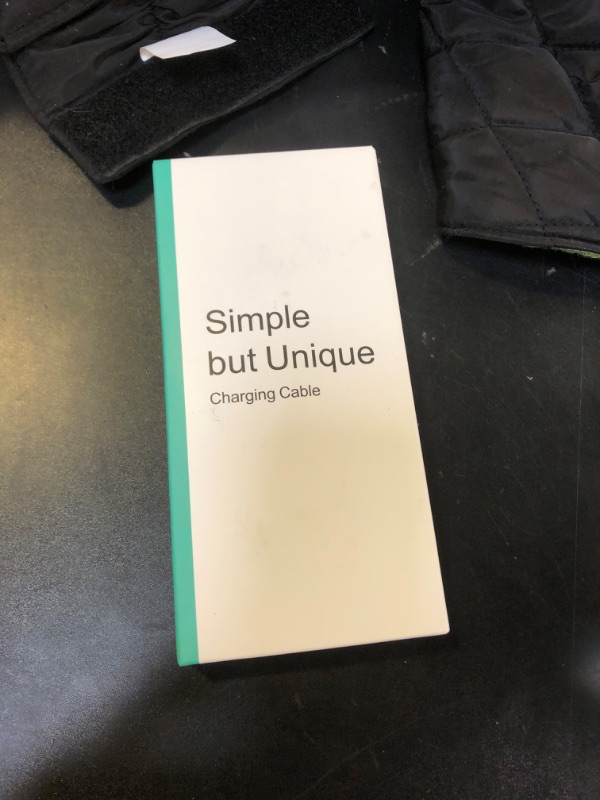 Simple
but Unique
Charging Cable